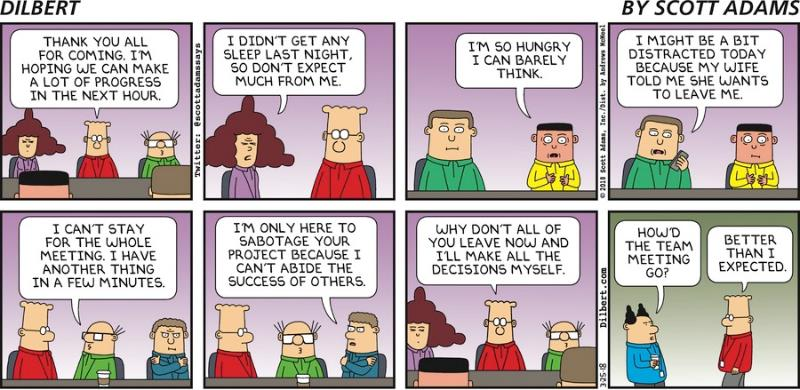 DILBERT
BY SCOTT ADAMS
THANK YOU ALL
FOR COMING. I'M
HOPING WE CAN MAKE
A LOT OF PROGRESS
IN THE NEXT HOUR.
Twitter: @scottadamssays
I DIDN'T GET ANY
SLEEP LAST NIGHT,
SO DON'T EXPECT
MUCH FROM ME.
I'M SO HUNGRY
I CAN BARELY
THINK.
© 2018 Scott Adams, Inc./Dist. by Andrews McMeel
I MIGHT BE A BIT
DISTRACTED TODAY
BECAUSE MY WIFE
TOLD ME SHE WANTS
TO LEAVE ME.
I CAN'T STAY
FOR THE WHOLE
MEETING. I HAVE
ANOTHER THING
IN A FEW MINUTES.
I'M ONLY HERE TO
SABOTAGE YOUR
PROJECT BECAUSE I
CAN'T ABIDE THE
SUCCESS OF OTHERS.
WHY DON'T ALL OF
YOU LEAVE NOW AND
I'LL MAKE ALL THE
DECISIONS MYSELF.
3-25-18 Dilbert.com
HOW'D
THE TEAM
MEETING
GO?
BETTER
THAN I
EXPECTED.